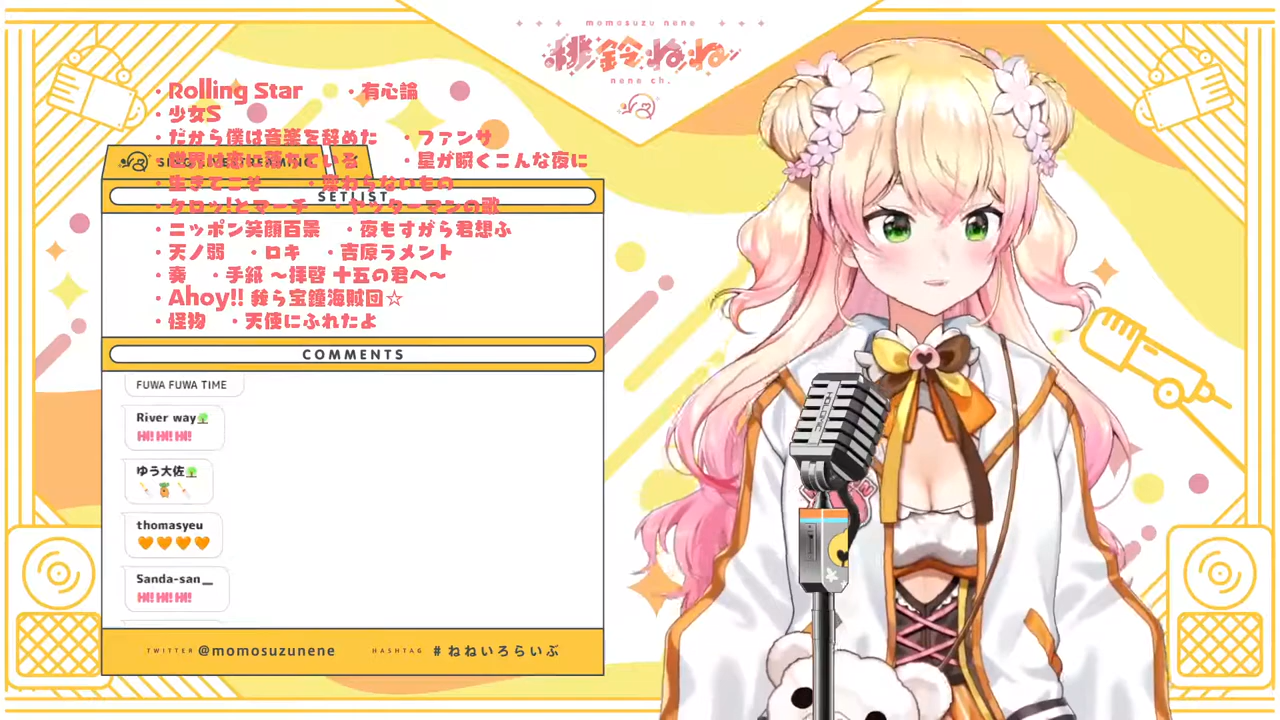 momosuzu nene
桃鈴ねね
nene ch.
・Rolling Star ・有心論
・少女S
・だから僕は音楽を辞めた ・ファンサ
・世界は恋に落ちている ・星が瞬くこんな夜に
・生きてこそ ・変わらないもの
SETLIST
・ケロッ!とマーチ ・ヤッターマンの歌
・ニッポン笑顔百景 ・夜もすがら君想ふ
・天ノ弱 ・ロキ ・吉原ラメント
・奏 ・手紙 ～拝啓 十五の君へ～
・Ahoy!! 我ら宝鐘海賊団☆
・怪物 ・天使にふれたよ
COMMENTS
FUWA FUWA TIME
River way🌳
HI! HI! HI!
ゆう大佐🌳
thomasyeu
🧡🧡🧡🧡
Sanda-san__
HI! HI! HI!
TWITTER @momosuzunene HASHTAG #ねねいろらいぶ